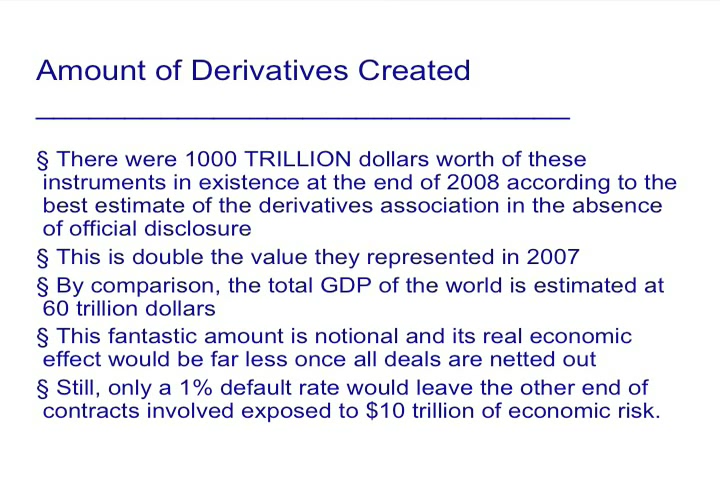 Amount of Derivatives Created
§ There were 1000 TRILLION dollars worth of these
instruments in existence at the end of 2008 according to the
best estimate of the derivatives association in the absence
of official disclosure
§ This is double the value they represented in 2007
§ By comparison, the total GDP of the world is estimated at
60 trillion dollars
§ This fantastic amount is notional and its real economic
effect would be far less once all deals are netted out
§ Still, only a 1% default rate would leave the other end of
contracts involved exposed to $10 trillion of economic risk.